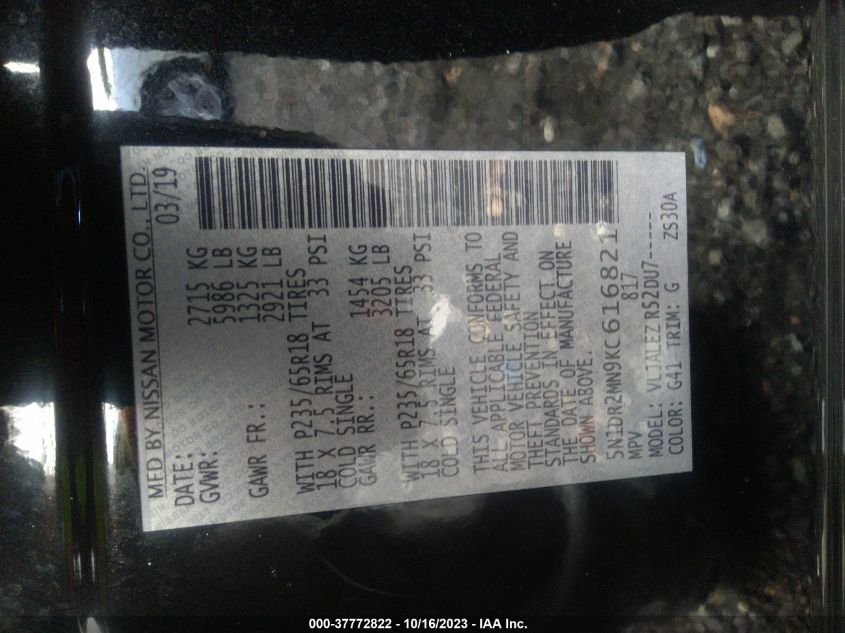 MFD BY NISSAN MOTOR CO., LTD.
DATE: 03/19
GVWR: 2715 KG
5986 LB
GAWR FR.: 1325 KG
2921 LB
WITH P235/65R18 TIRES
18 X 7.5 RIMS AT 33 PSI
COLD SINGLE
GAWR RR.: 1454 KG
3205 LB
WITH P235/65R18 TIRES
18 X 7.5 RIMS AT 33 PSI
COLD SINGLE
THIS VEHICLE CONFORMS TO
ALL APPLICABLE FEDERAL
MOTOR VEHICLE SAFETY AND
THEFT PREVENTION
STANDARDS IN EFFECT ON
THE DATE OF MANUFACTURE
SHOWN ABOVE.
5N1DR2MN9KC616821
MPV 817/
MODEL: VLJALEZ R52DU7-----
COLOR: G41 TRIM: G ZS30A
000-37772822 - 10/16/2023 - IAA Inc.